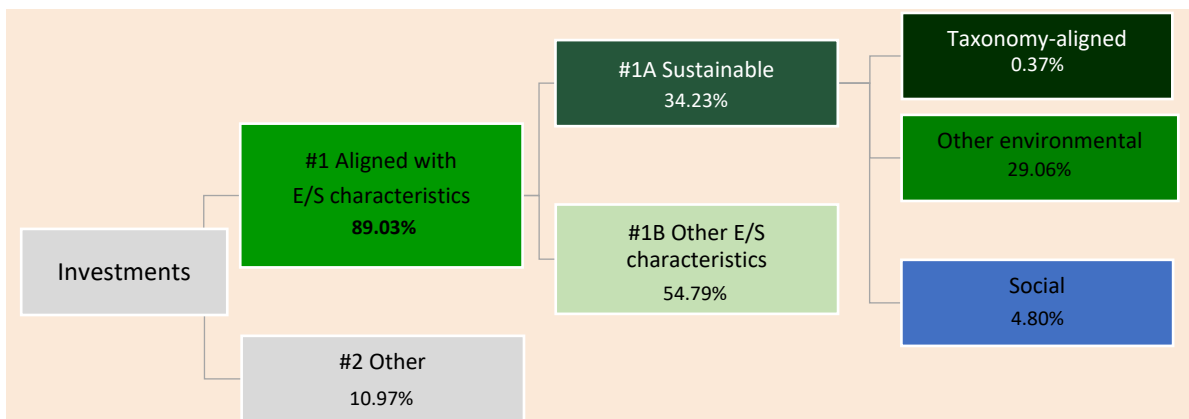 Investments
#1 Aligned with
E/S characteristics
89.03%
#2 Other
10.97%
#1A Sustainable
34.23%
#1B Other E/S
characteristics
54.79%
Taxonomy-aligned
0.37%
Other environmental
29.06%
Social
4.80%